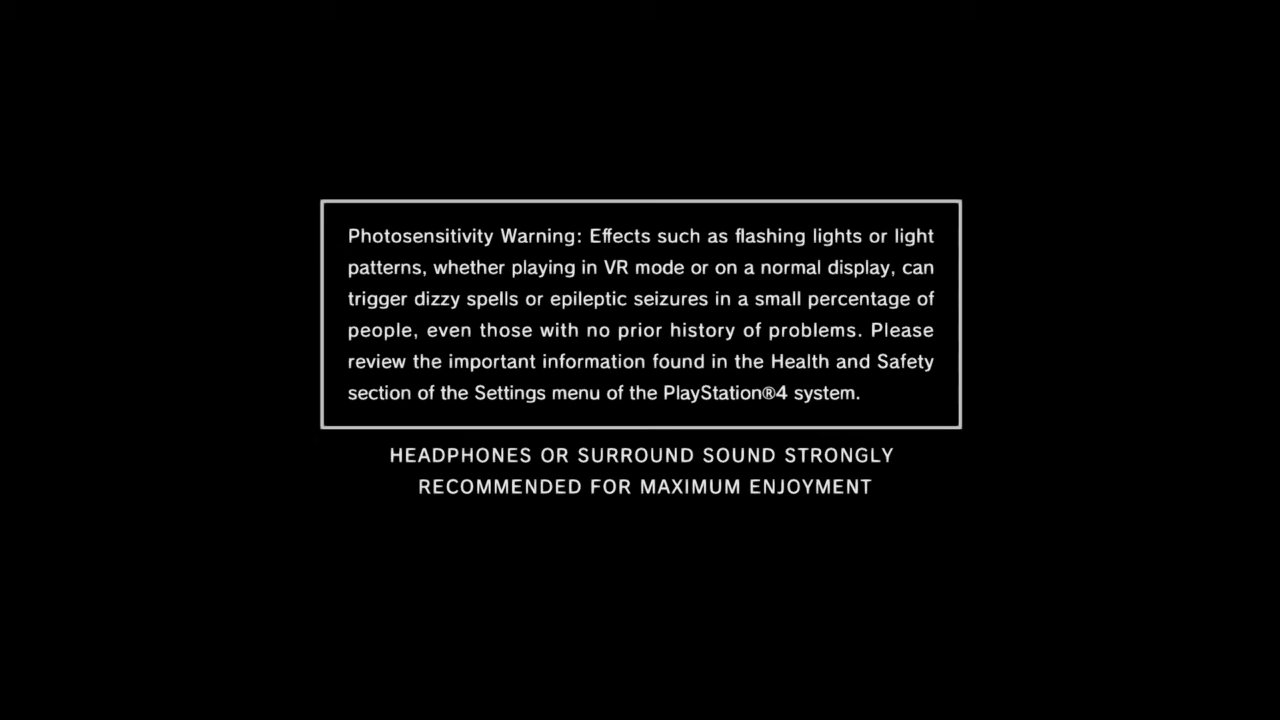 Photosensitivity Warning: Effects such as flashing lights or light
patterns, whether playing in VR mode or on a normal display, can
trigger dizzy spells or epileptic seizures in a small percentage of
people, even those with no prior history of problems. Please
review the important information found in the Health and Safety
section of the Settings menu of the PlayStation®4 system.
HEADPHONES OR SURROUND SOUND STRONGLY
RECOMMENDED FOR MAXIMUM ENJOYMENT